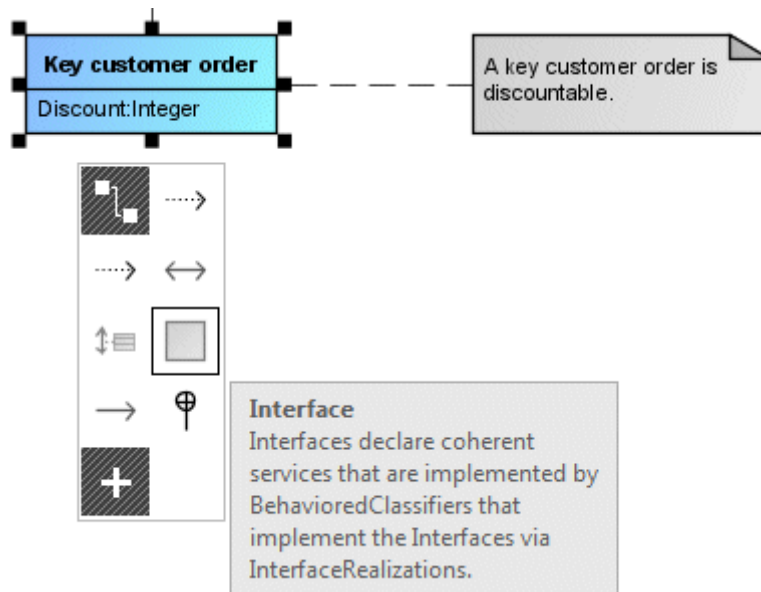 Key customer order
Discount:Integer
A key customer order is
discountable.
Interface
Interfaces declare coherent
services that are implemented by
BehavioredClassifiers that
implement the Interfaces via
InterfaceRealizations.